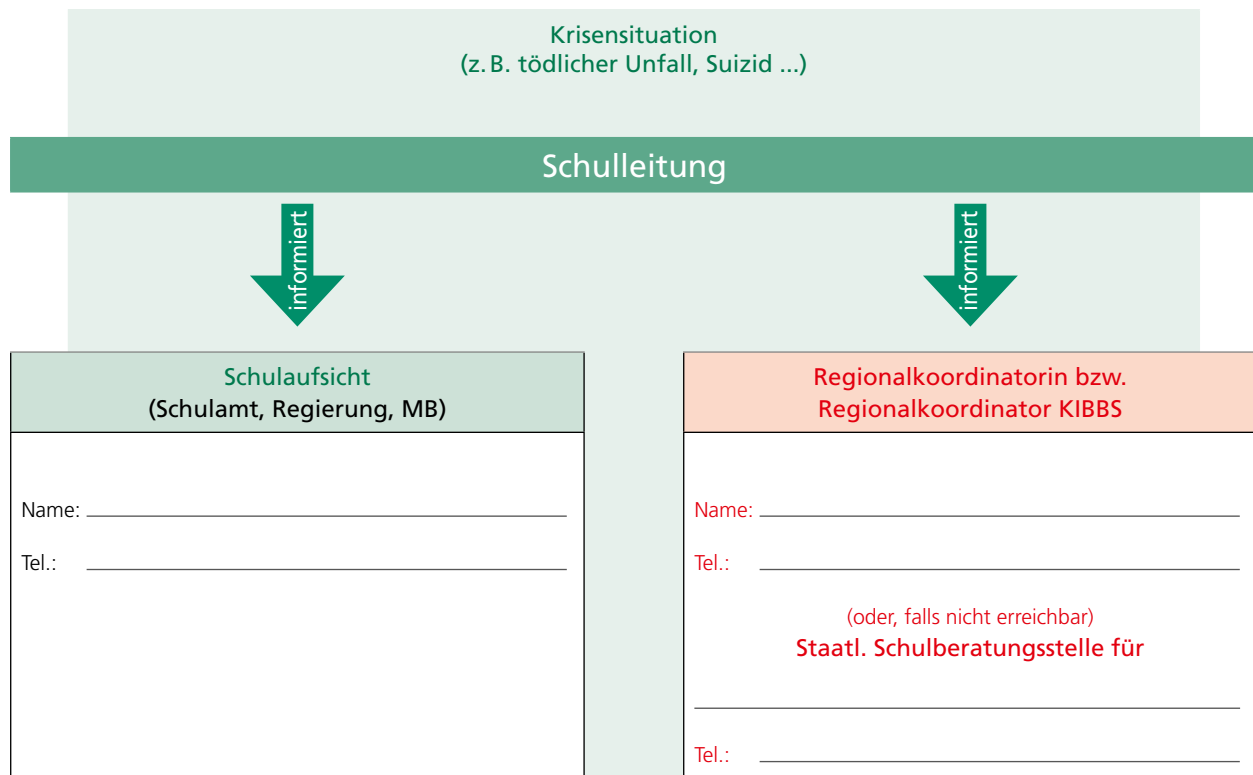 Krisensituation
(z. B. tödlicher Unfall, Suizid ...)
Schulleitung
informiert
informiert
Schulaufsicht
(Schulamt, Regierung, MB)
Name:
Tel.:
Regionalkoordinatorin bzw.
Regionalkoordinator KIBBS
Name:
Tel.:
(oder, falls nicht erreichbar)
Staatl. Schulberatungsstelle für
Tel.: